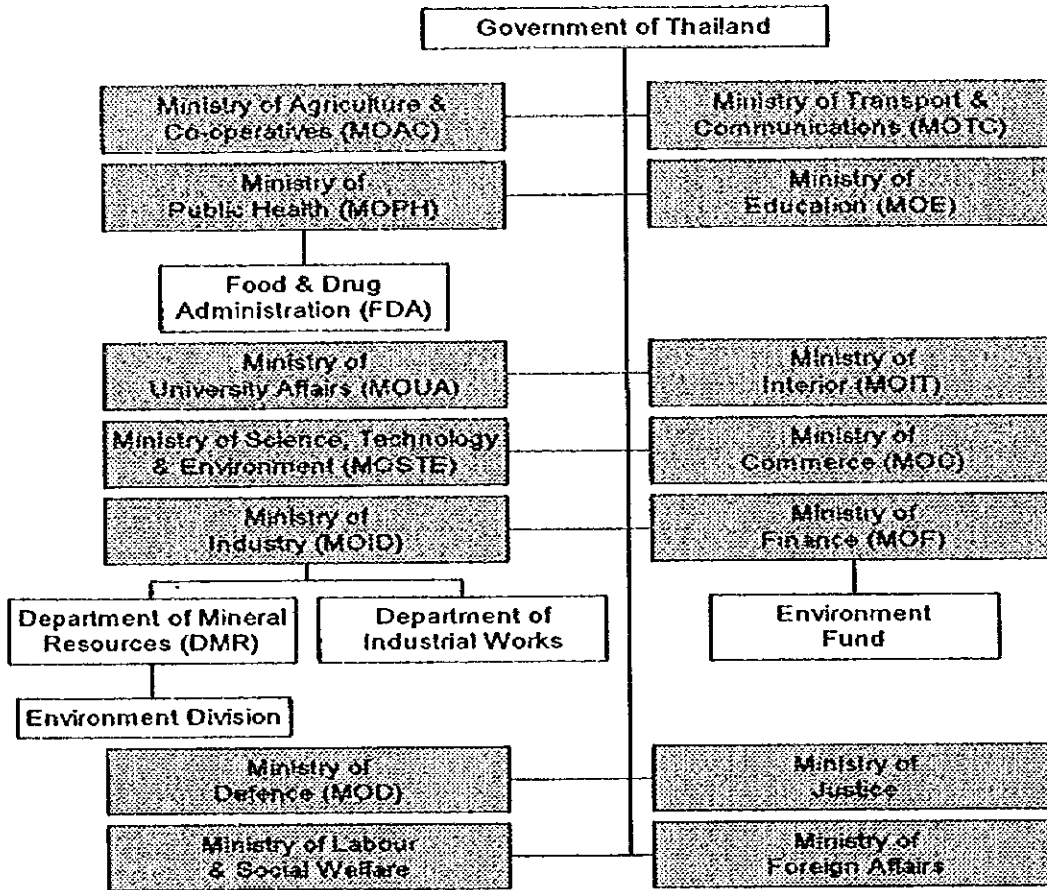 Government of Thailand
Ministry of Agriculture &
Co-operatives (MOAC)
Ministry of Transport &
Communications (MOTC)
Ministry of
Public Health (MOPH)
Ministry of
Education (MOE)
Food & Drug
Administration (FDA)
Ministry of
University Affairs (MOUA)
Ministry of
Interior (MOIT)
Ministry of Science, Technology
& Environment (MOSTE)
Ministry of
Commerce (MOC)
Ministry of
Industry (MOID)
Ministry of
Finance (MOF)
Department of Mineral
Resources (DMR)
Department of
Industrial Works
Environment
Fund
Environment Division
Ministry of
Defence (MOD)
Ministry of
Justice
Ministry of Labour
& Social Welfare
Ministry of
Foreign Affairs